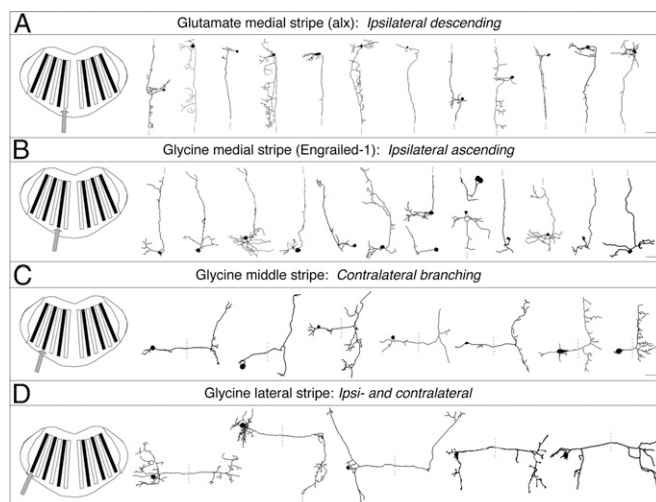 A
Glutamate medial stripe (alx): Ipsilateral descending
B
Glycine medial stripe (Engrailed-1): Ipsilateral ascending
C
Glycine middle stripe: Contralateral branching
D
Glycine lateral stripe: Ipsi- and contralateral